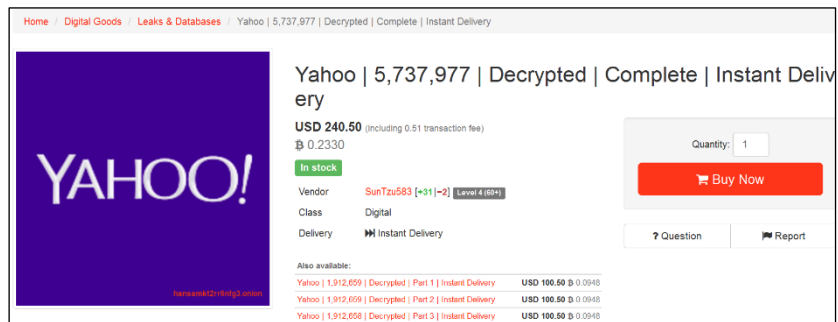 Home / Digital Goods / Leaks & Databases / Yahoo | 5,737,977 | Decrypted | Complete | Instant Delivery
YAHOO!
Yahoo | 5,737,977 | Decrypted | Complete | Instant Deliv
ery
USD 240.50 (including 0.51 transaction fee)
฿ 0.2330
In stock
Vendor SunTzu583 [+31|−2] Level 4 (60+)
Class Digital
Delivery Instant Delivery
Quantity: 1
Buy Now
? Question Report
Also available:
Yahoo | 1,912,659 | Decrypted | Part 1 | Instant Delivery USD 100.50 ฿ 0.0948
Yahoo | 1,912,659 | Decrypted | Part 2 | Instant Delivery USD 100.50 ฿ 0.0948
Yahoo | 1,912,658 | Decrypted | Part 3 | Instant Delivery USD 100.50 ฿ 0.0948